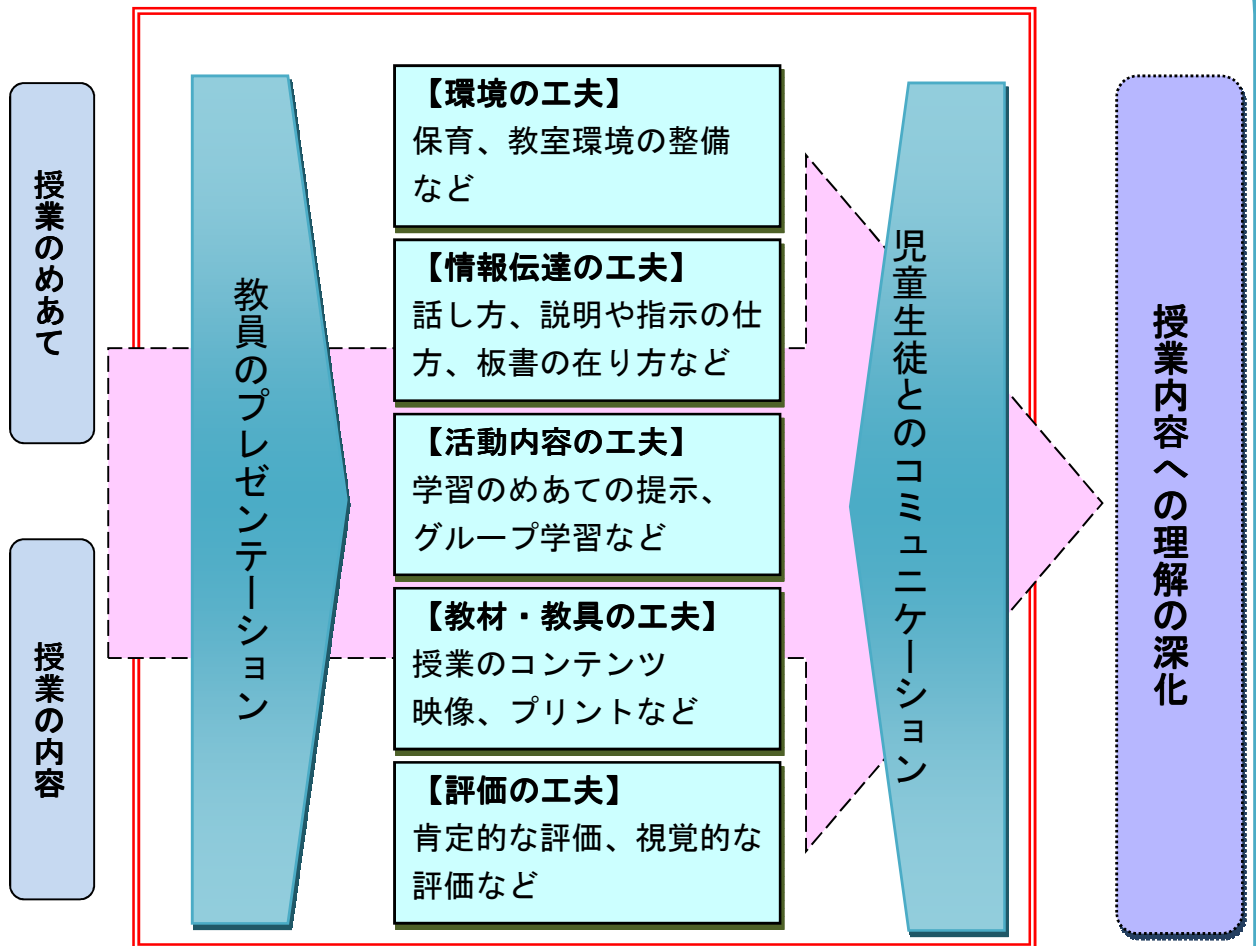 授業のめあて
授業の内容
教員のプレゼンテーション
【環境の工夫】
保育、教室環境の整備
など
【情報伝達の工夫】
話し方、説明や指示の仕
方、板書の在り方など
【活動内容の工夫】
学習のめあての提示、
グループ学習など
【教材・教具の工夫】
授業のコンテンツ
映像、プリントなど
【評価の工夫】
肯定的な評価、視覚的な
評価など
児童生徒とのコミュニケーション
授業内容への理解の深化